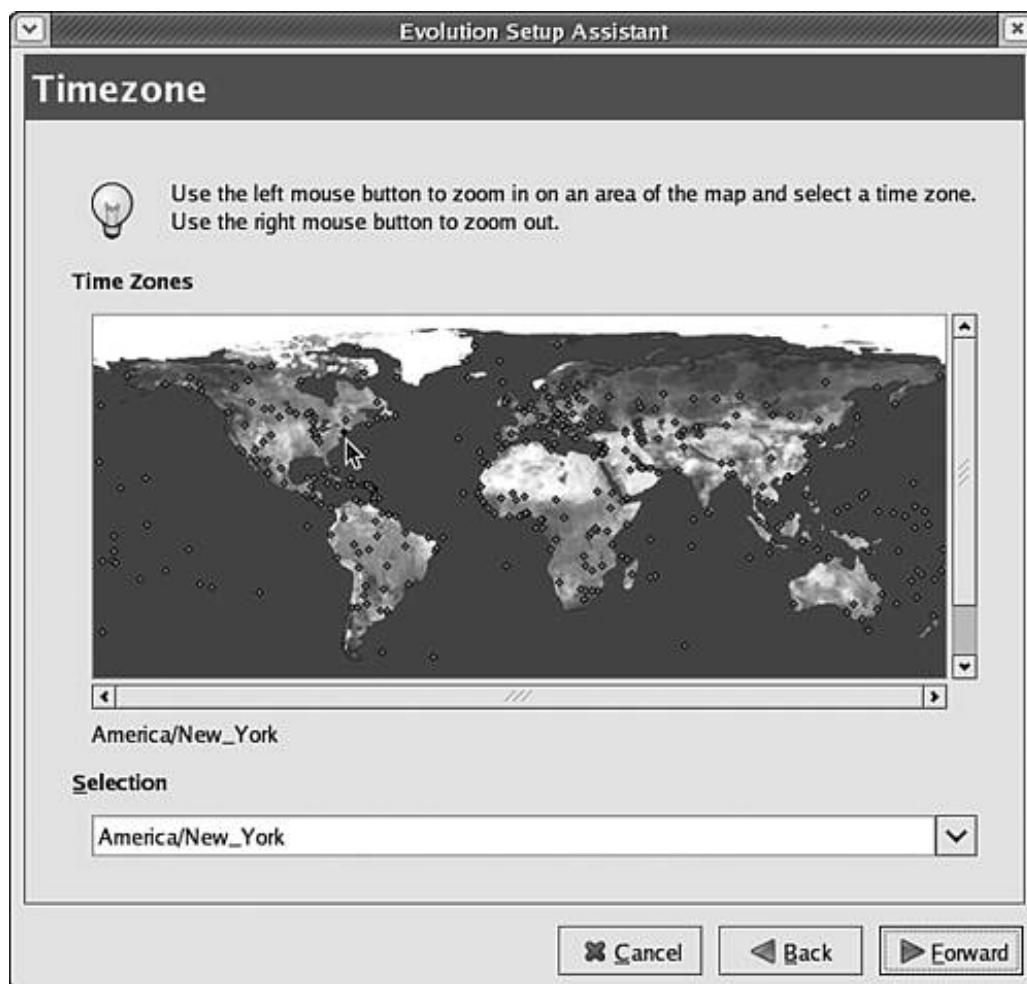 Evolution Setup Assistant
Timezone
Use the left mouse button to zoom in on an area of the map and select a time zone.
Use the right mouse button to zoom out.
Time Zones
America/New_York
Selection
America/New_York
Cancel
Back
Forward